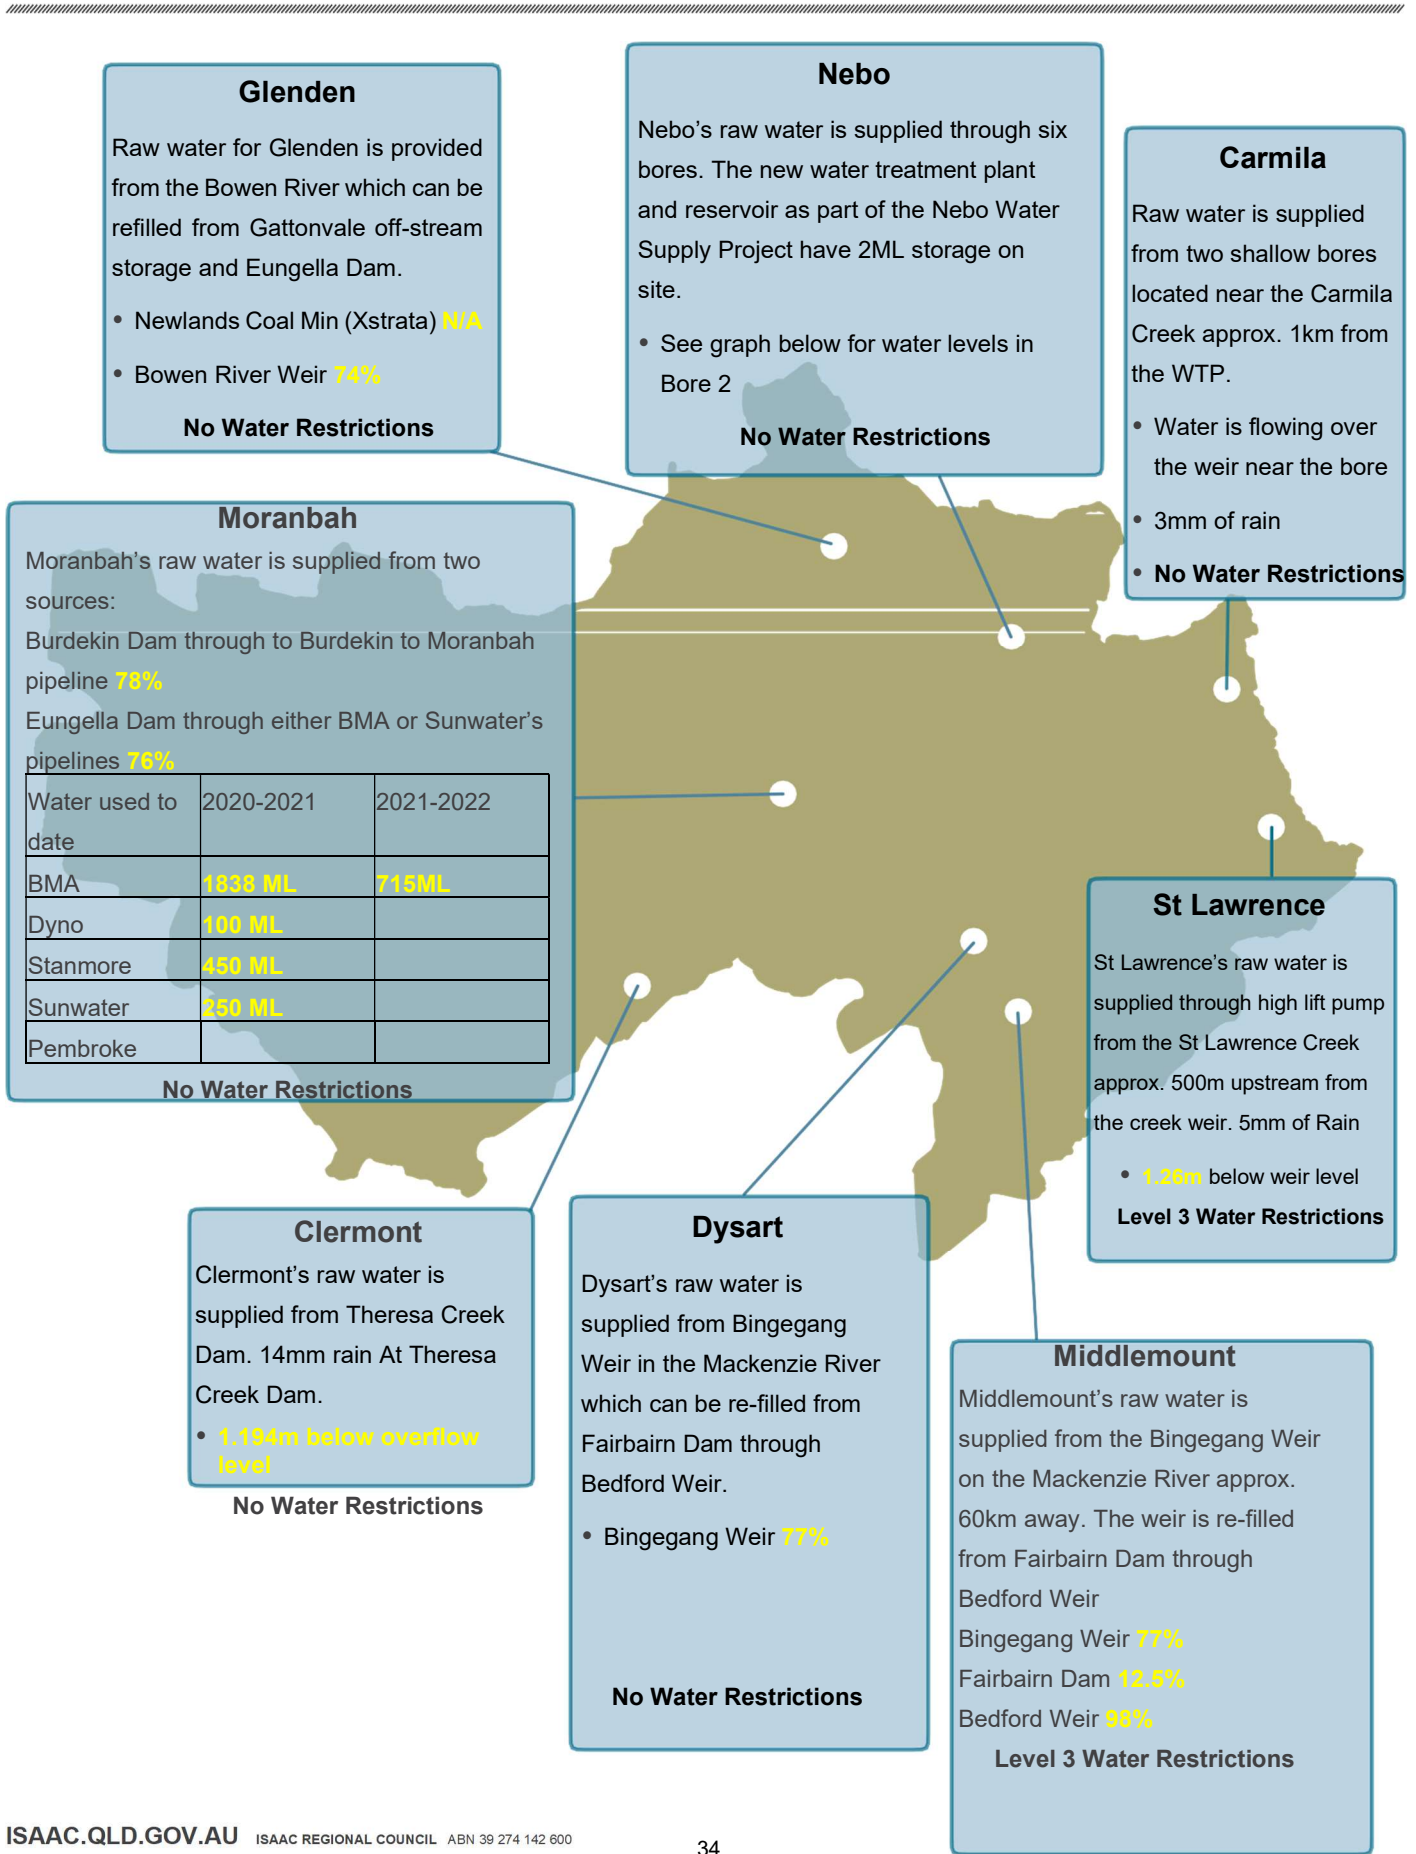 Glenden
Raw water for Glenden is provided
from the Bowen River which can be
refilled from Gattonvale off-stream
storage and Eungella Dam.
• Newlands Coal Min (Xstrata) N/A
• Bowen River Weir 74%
No Water Restrictions
Nebo
Nebo's raw water is supplied through six
bores. The new water treatment plant
and reservoir as part of the Nebo Water
Supply Project have 2ML storage on
site.
• See graph below for water levels in
Bore 2
No Water Restrictions
Carmila
Raw water is supplied
from two shallow bores
located near the Carmila
Creek approx. 1km from
the WTP.
• Water is flowing over
the weir near the bore
• 3mm of rain
• No Water Restrictions
Moranbah
Moranbah's raw water is supplied from two
sources:
Burdekin Dam through to Burdekin to Moranbah
pipeline 78%
Eungella Dam through either BMA or Sunwater's
pipelines 76%
Water used to 2020-2021 2021-2022
date
BMA 1838 ML 715ML
Dyno 100 ML
Stanmore 450 ML
Sunwater 250 ML
Pembroke
No Water Restrictions
St Lawrence
St Lawrence's raw water is
supplied through high lift pump
from the St Lawrence Creek
approx. 500m upstream from
the creek weir. 5mm of Rain
• 1.26m below weir level
Level 3 Water Restrictions
Clermont
Clermont's raw water is
supplied from Theresa Creek
Dam. 14mm rain At Theresa
Creek Dam.
• 1.194m below overflow
level
No Water Restrictions
Dysart
Dysart's raw water is
supplied from Bingegang
Weir in the Mackenzie River
which can be re-filled from
Fairbairn Dam through
Bedford Weir.
• Bingegang Weir 77%
No Water Restrictions
Middlemount
Middlemount's raw water is
supplied from the Bingegang Weir
on the Mackenzie River approx.
60km away. The weir is re-filled
from Fairbairn Dam through
Bedford Weir
Bingegang Weir 77%
Fairbairn Dam 12.5%
Bedford Weir 98%
Level 3 Water Restrictions
ISAAC.QLD.GOV.AU ISAAC REGIONAL COUNCIL ABN 39 274 142 600
34